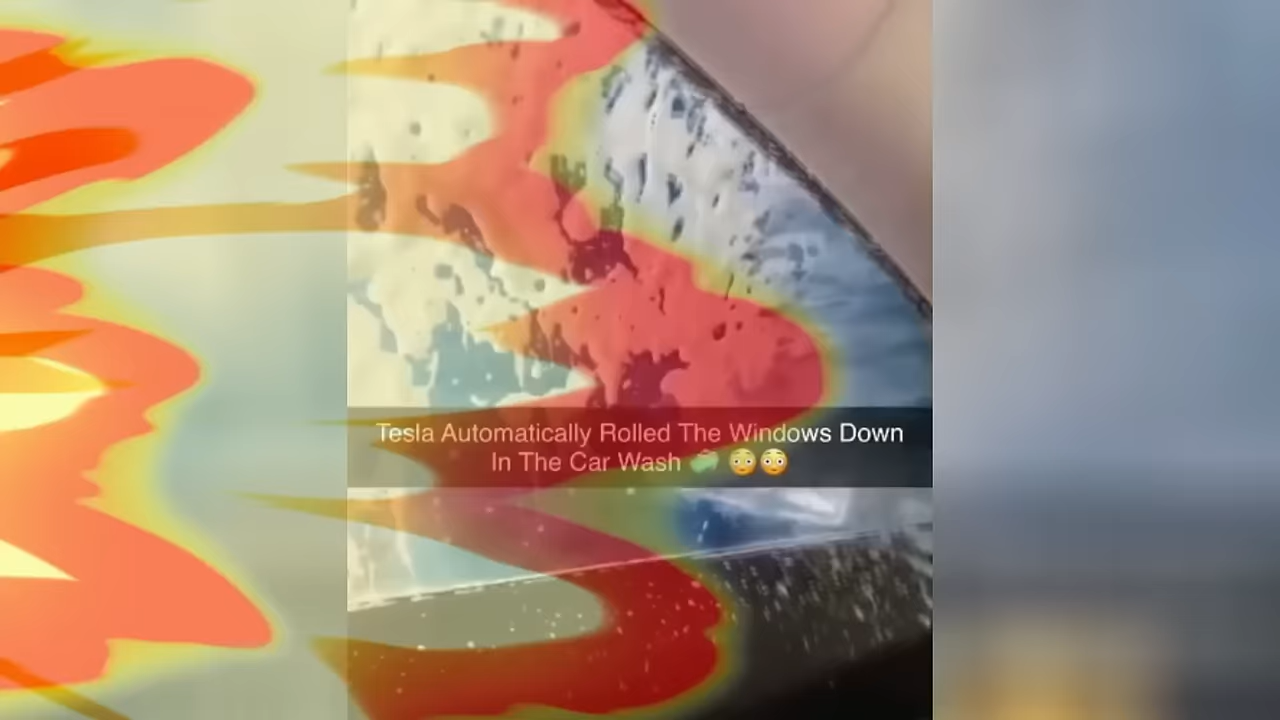 Tesla Automatically Rolled The Windows Down
In The Car Wash 🧼 😳😳